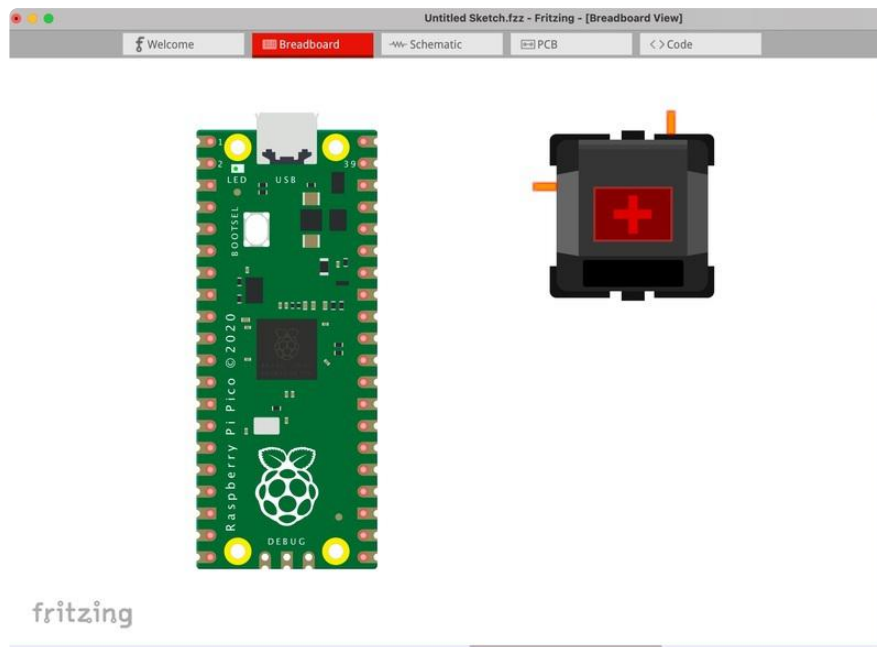 Untitled Sketch.fzz - Fritzing - [Breadboard View]
f Welcome
Breadboard
Schematic
PCB
<> Code
1
2
39
LED
USB
BOOTSEL
Raspberry Pi Pico © 2020
DEBUG
fritzing